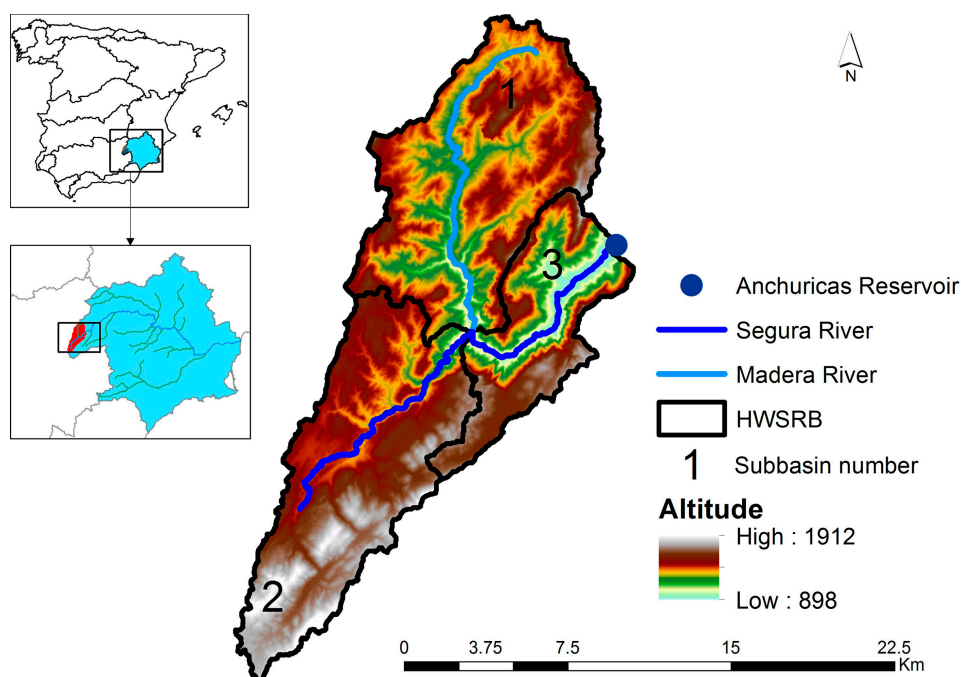 1
2
3
N
Anchuricas Reservoir
Segura River
Madera River
HWSRB
1 Subbasin number
Altitude
High : 1912
Low : 898
0 3.75 7.5 15 22.5
Km